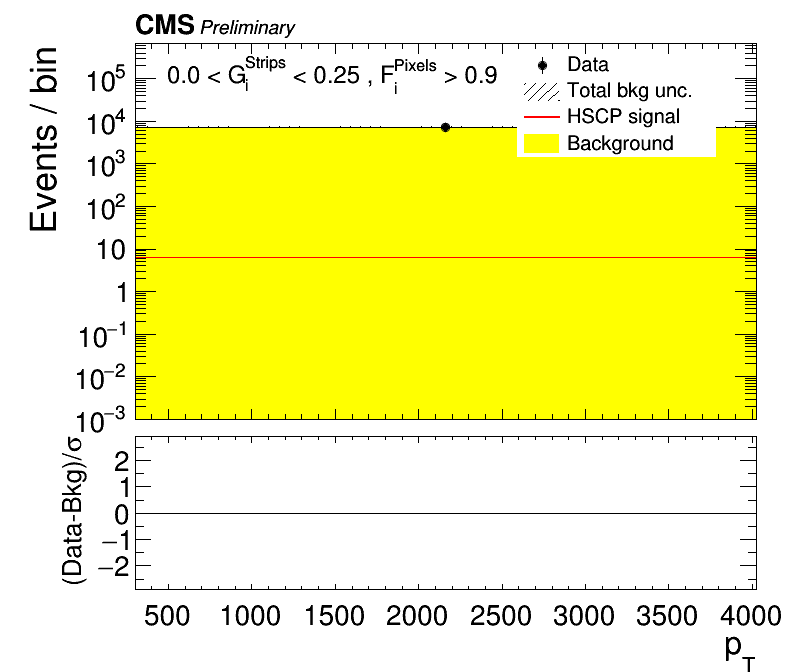 CMS Preliminary
0.0 < G_i^Strips < 0.25 , F_i^Pixels > 0.9
Data
Total bkg unc.
HSCP signal
Background
Events / bin
10^5
10^4
10^3
10^2
10
1
10^−1
10^−2
10^−3
(Data-Bkg)/σ
2
1
0
−1
−2
500 1000 1500 2000 2500 3000 3500 4000
p_T